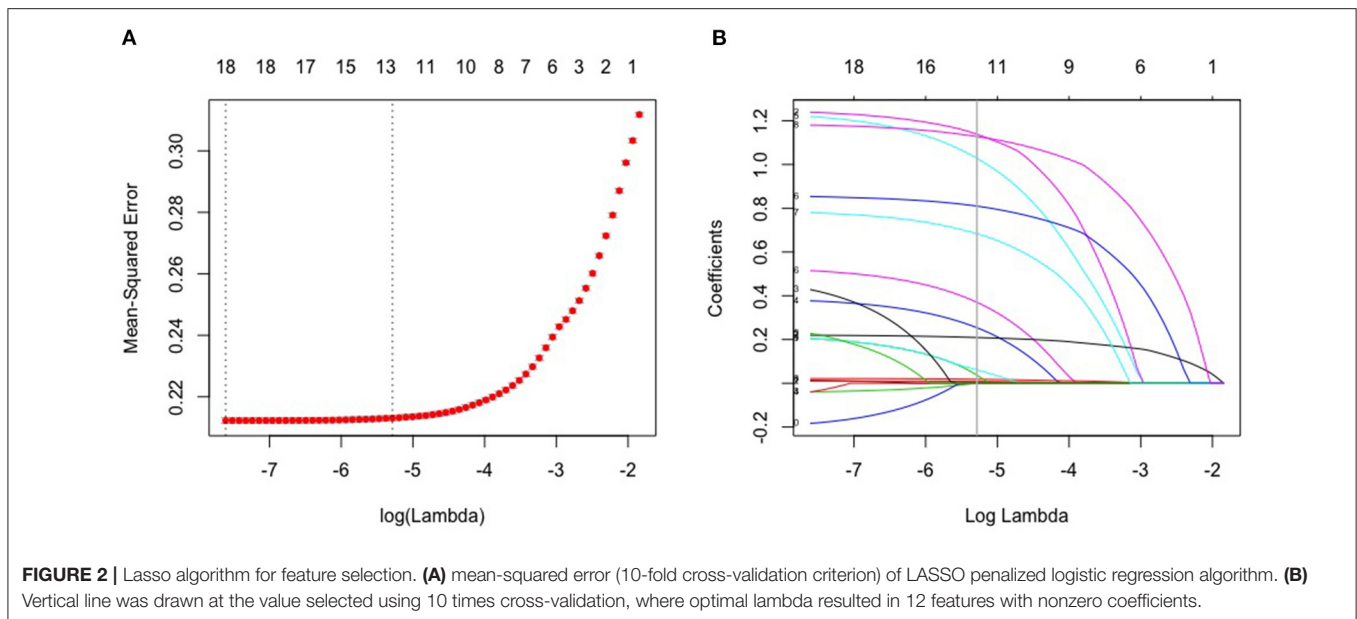 A
18 18 17 15 13 11 10 8 7 6 3 2 1
Mean-Squared Error
0.30
0.28
0.26
0.24
0.22
-7 -6 -5 -4 -3 -2
log(Lambda)
B
18 16 11 9 6 1
Coefficients
1.2
1.0
0.8
0.6
0.4
0.2
-0.2
-7 -6 -5 -4 -3 -2
Log Lambda
FIGURE 2 | Lasso algorithm for feature selection. (A) mean-squared error (10-fold cross-validation criterion) of LASSO penalized logistic regression algorithm. (B)
Vertical line was drawn at the value selected using 10 times cross-validation, where optimal lambda resulted in 12 features with nonzero coefficients.